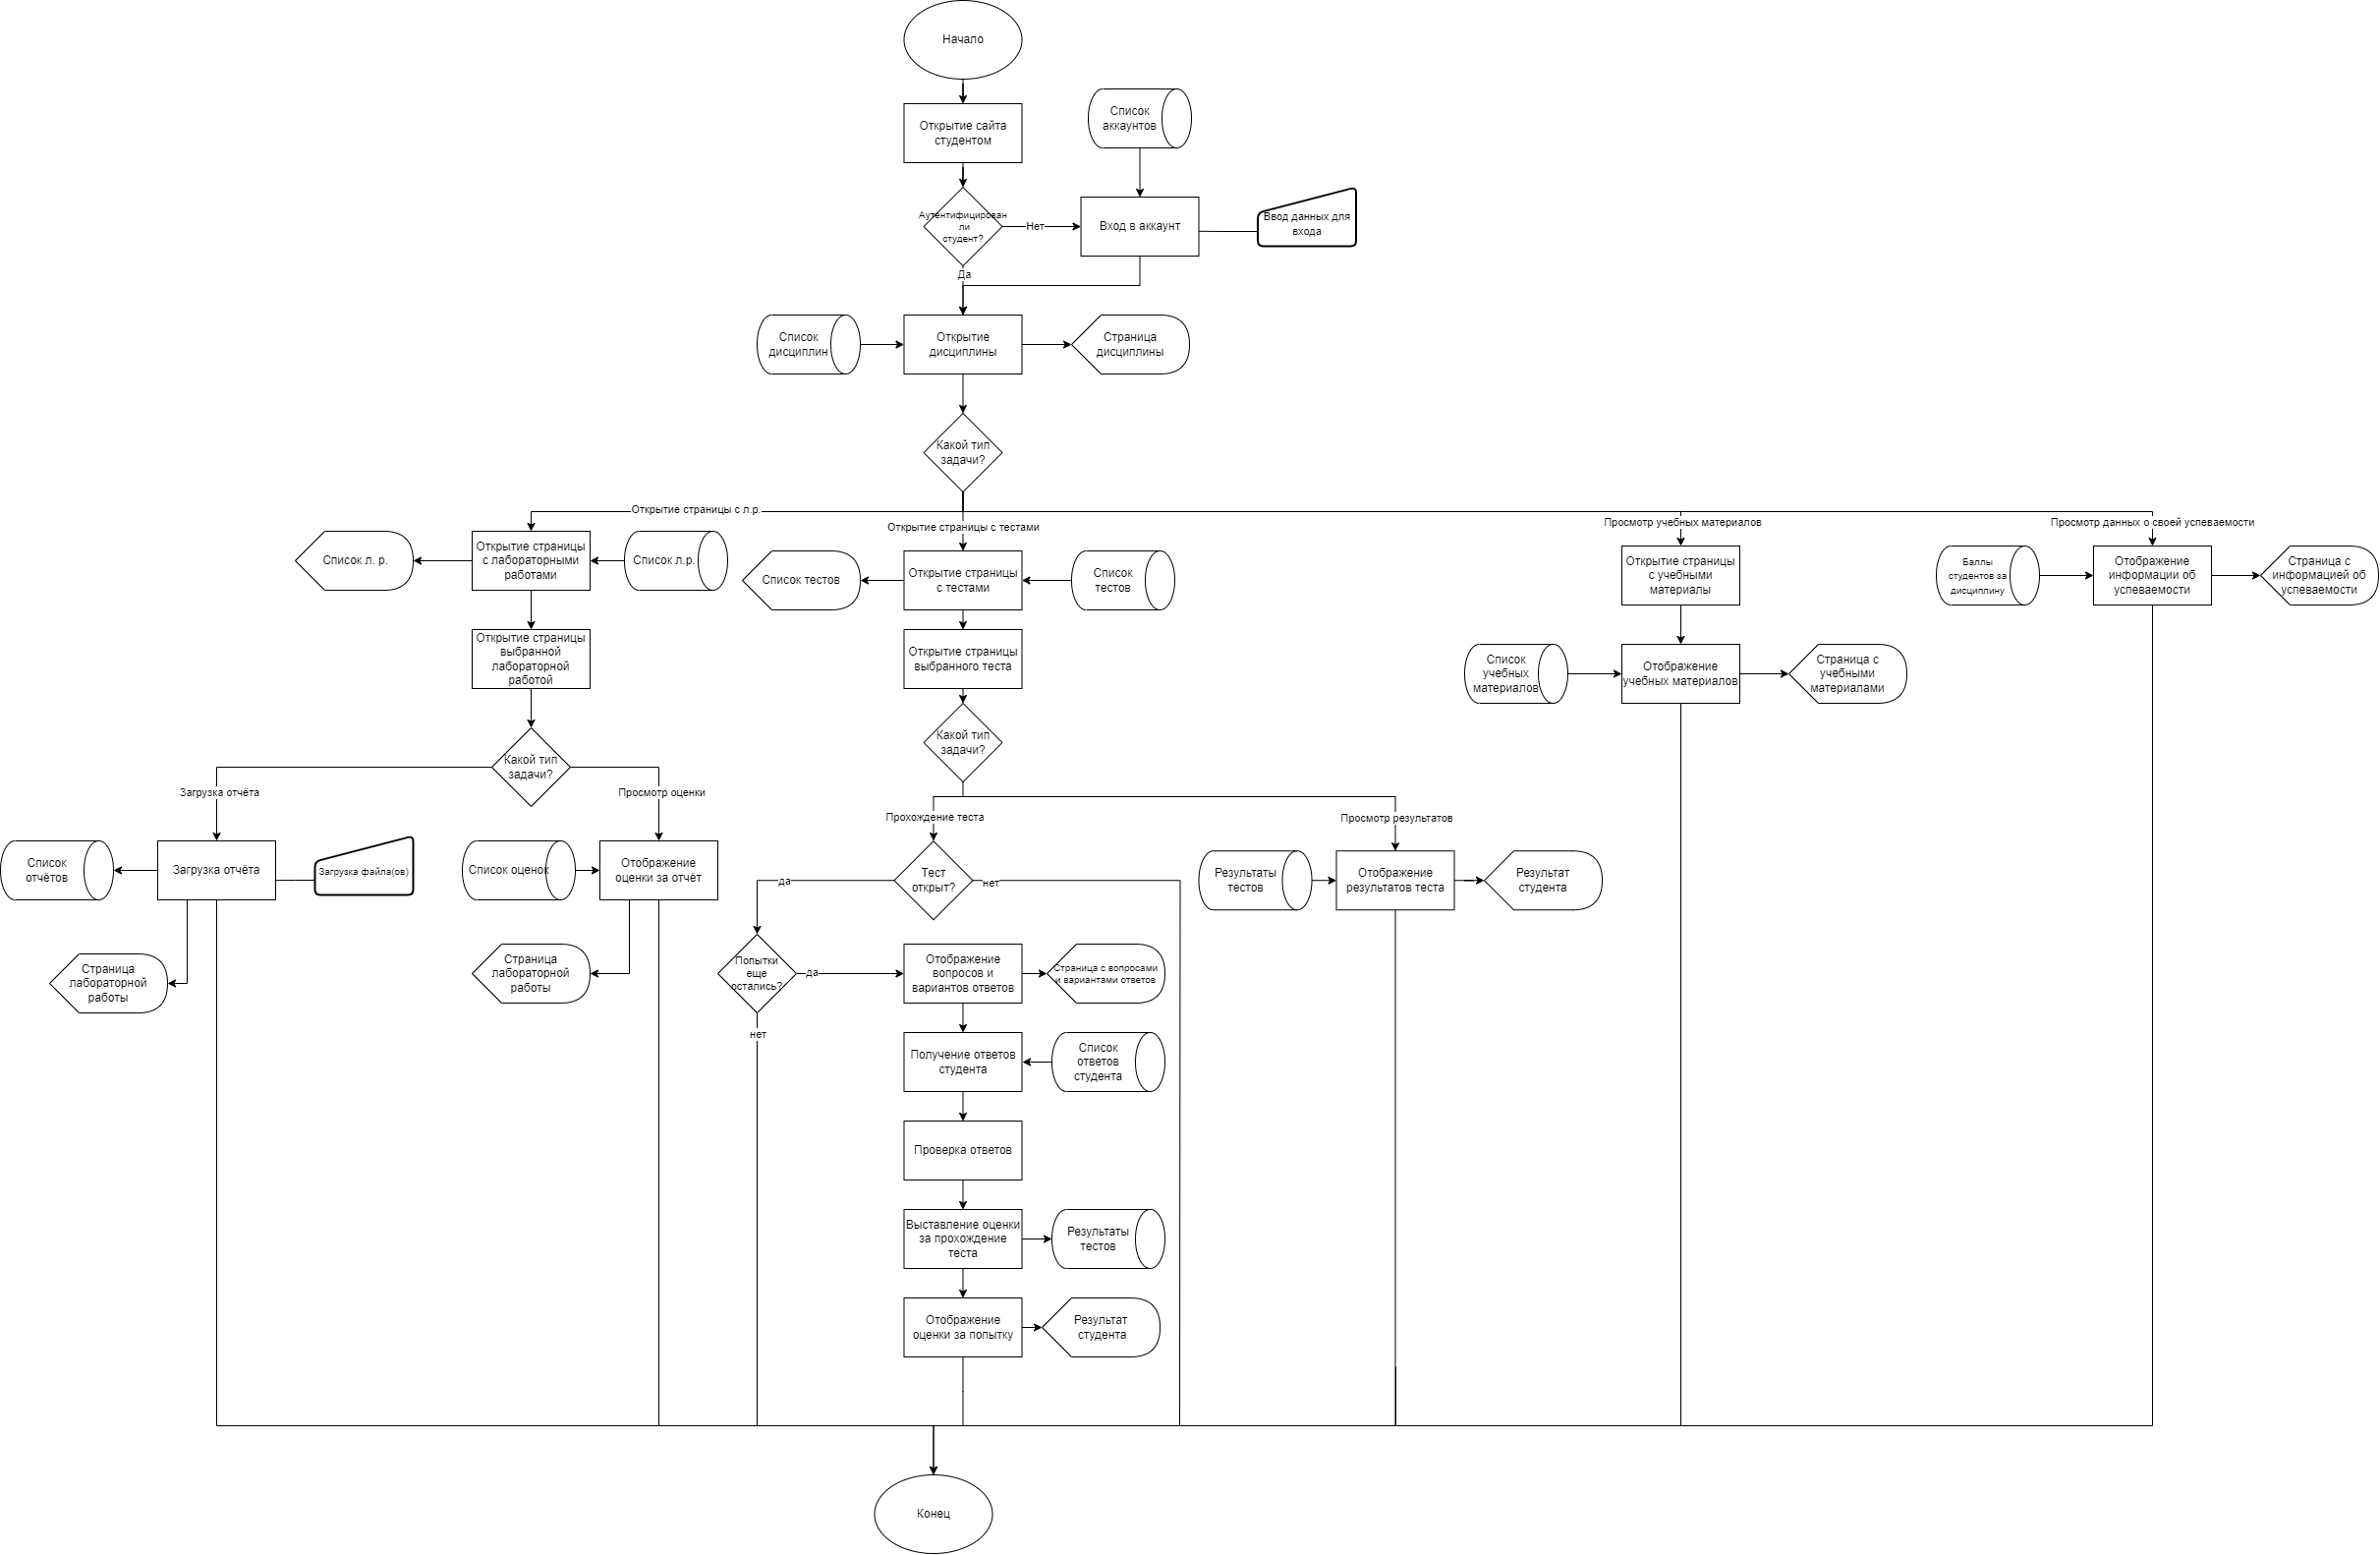 Начало
Открытие сайта
студентом
Список
аккаунтов
Аутентифицирован
ли
студент?
Нет
Вход в аккаунт
Ввод данных для
входа
Да
Список
дисциплин
Открытие
дисциплины
Страница
дисциплины
Какой тип
задачи?
Открытие страницы с л.р.
Открытие страницы с тестами
Просмотр учебных материалов
Просмотр данных о своей успеваемости
Список л. р.
Открытие страницы
с лабораторными
работами
Список л.р.
Список тестов
Открытие страницы
с тестами
Список
тестов
Открытие страницы
с учебными
материалы
Баллы
студентов за
дисциплину
Отображение
информации об
успеваемости
Страница с
информацией об
успеваемости
Открытие страницы
выбранной
лабораторной
работой
Открытие страницы
выбранного теста
Список
учебных
материалов
Отображение
учебных материалов
Страница с
учебными
материалами
Какой тип
задачи?
Какой тип
задачи?
Загрузка отчёта
Просмотр оценки
Прохождение теста
Просмотр результатов
Список
отчётов
Загрузка отчёта
Загрузка файла(ов)
Список оценок
Отображение
оценки за отчёт
да
Тест
открыт?
нет
Результаты
тестов
Отображение
результатов теста
Результат
студента
Страница
лабораторной
работы
Страница
лабораторной
работы
Попытки
еще
остались?
да
Отображение
вопросов и
вариантов ответов
Страница с вопросами
и вариантами ответов
нет
Получение ответов
студента
Список
ответов
студента
Проверка ответов
Выставление оценки
за прохождение
теста
Результаты
тестов
Отображение
оценки за попытку
Результат
студента
Конец